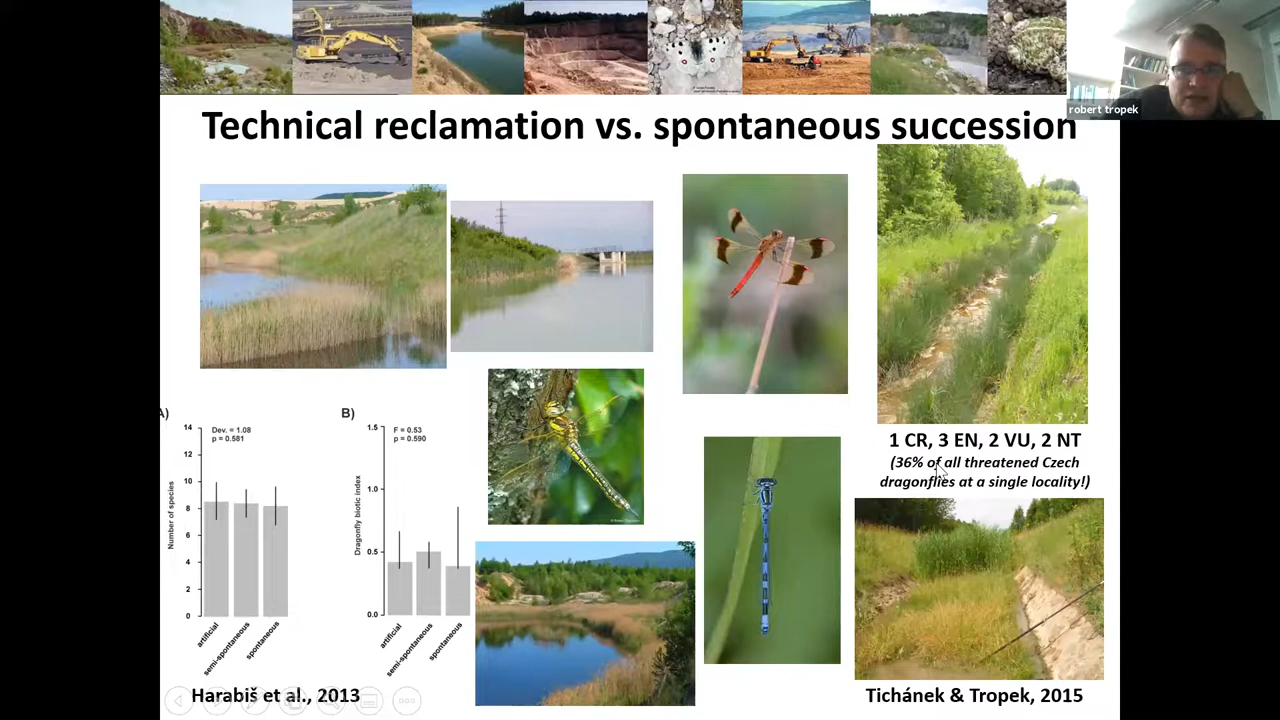 robert tropek
Technical reclamation vs. spontaneous succession
A)
Dev. = 1.08
p = 0.581
14
12
10
8
6
4
2
0
Number of species
artificial
semi-spontaneous
spontaneous
B)
F = 0.53
p = 0.590
1.5
1.0
0.5
0.0
Dragonfly biotic index
artificial
semi-spontaneous
spontaneous
1 CR, 3 EN, 2 VU, 2 NT
(36% of all threatened Czech
dragonflies at a single locality!)
Harabiš et al., 2013
Tichánek & Tropek, 2015